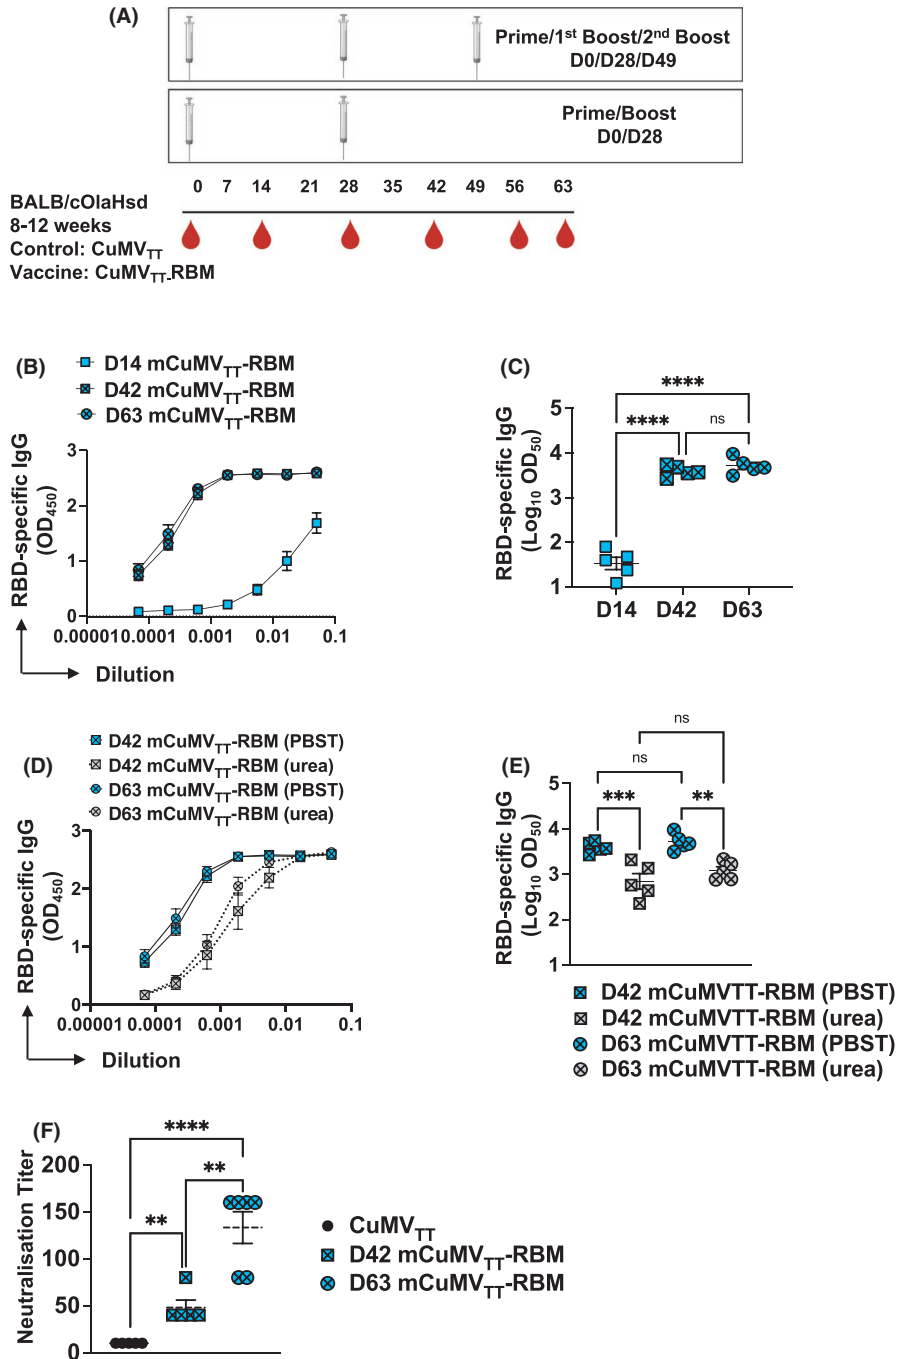 (A)
Prime/1st Boost/2nd Boost
D0/D28/D49
Prime/Boost
D0/D28
0 7 14 21 28 35 42 49 56 63
BALB/cOlaHsd
8-12 weeks
Control: CuMVTT
Vaccine: CuMVTT-RBM
(B)
D14 mCuMVTT-RBM
D42 mCuMVTT-RBM
D63 mCuMVTT-RBM
RBD-specific IgG
(OD450)
3
2
1
0
0.00001 0.0001 0.001 0.01 0.1
Dilution
(C)
RBD-specific IgG
(Log10 OD50)
****
****
ns
5
4
3
2
1
D14 D42 D63
(D)
D42 mCuMVTT-RBM (PBST)
D42 mCuMVTT-RBM (urea)
D63 mCuMVTT-RBM (PBST)
D63 mCuMVTT-RBM (urea)
RBD-specific IgG
(OD450)
3
2
1
0
0.00001 0.0001 0.001 0.01 0.1
Dilution
(E)
RBD-specific IgG
(Log10 OD50)
ns
ns
***
**
5
4
3
2
1
D42 mCuMVTT-RBM (PBST)
D42 mCuMVTT-RBM (urea)
D63 mCuMVTT-RBM (PBST)
D63 mCuMVTT-RBM (urea)
(F)
Neutralisation Titer
****
**
**
200
150
100
50
0
CuMVTT
D42 mCuMVTT-RBM
D63 mCuMVTT-RBM